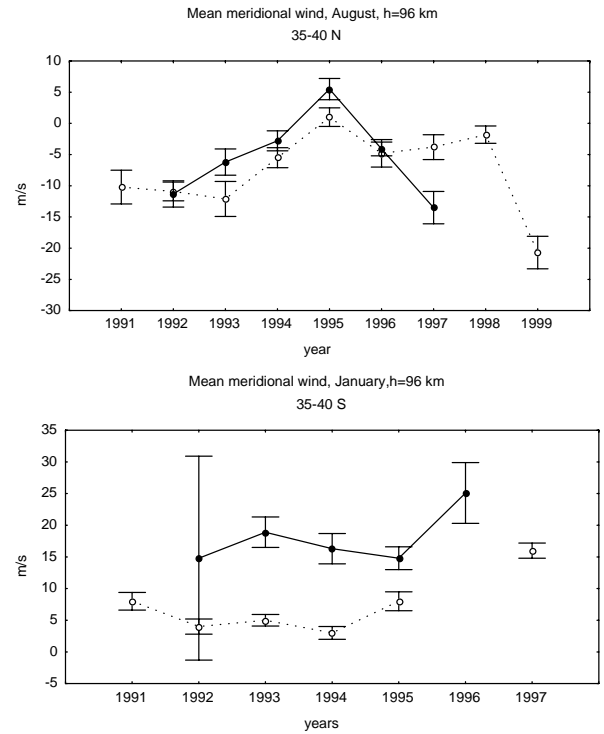 Mean meridional wind, August, h=96 km
35-40 N
10
5
0
-5
-10
-15
-20
-25
-30
m/s
1991 1992 1993 1994 1995 1996 1997 1998 1999
year
Mean meridional wind, January,h=96 km
35-40 S
35
30
25
20
15
10
5
0
-5
m/s
1991 1992 1993 1994 1995 1996 1997
years